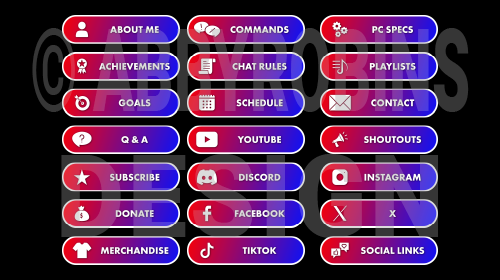 © ABBYROBINS
DESIGN
ABOUT ME
COMMANDS
PC SPECS
ACHIEVEMENTS
CHAT RULES
PLAYLISTS
GOALS
SCHEDULE
CONTACT
Q & A
YOUTUBE
SHOUTOUTS
SUBSCRIBE
DISCORD
INSTAGRAM
DONATE
FACEBOOK
X
MERCHANDISE
TIKTOK
SOCIAL LINKS